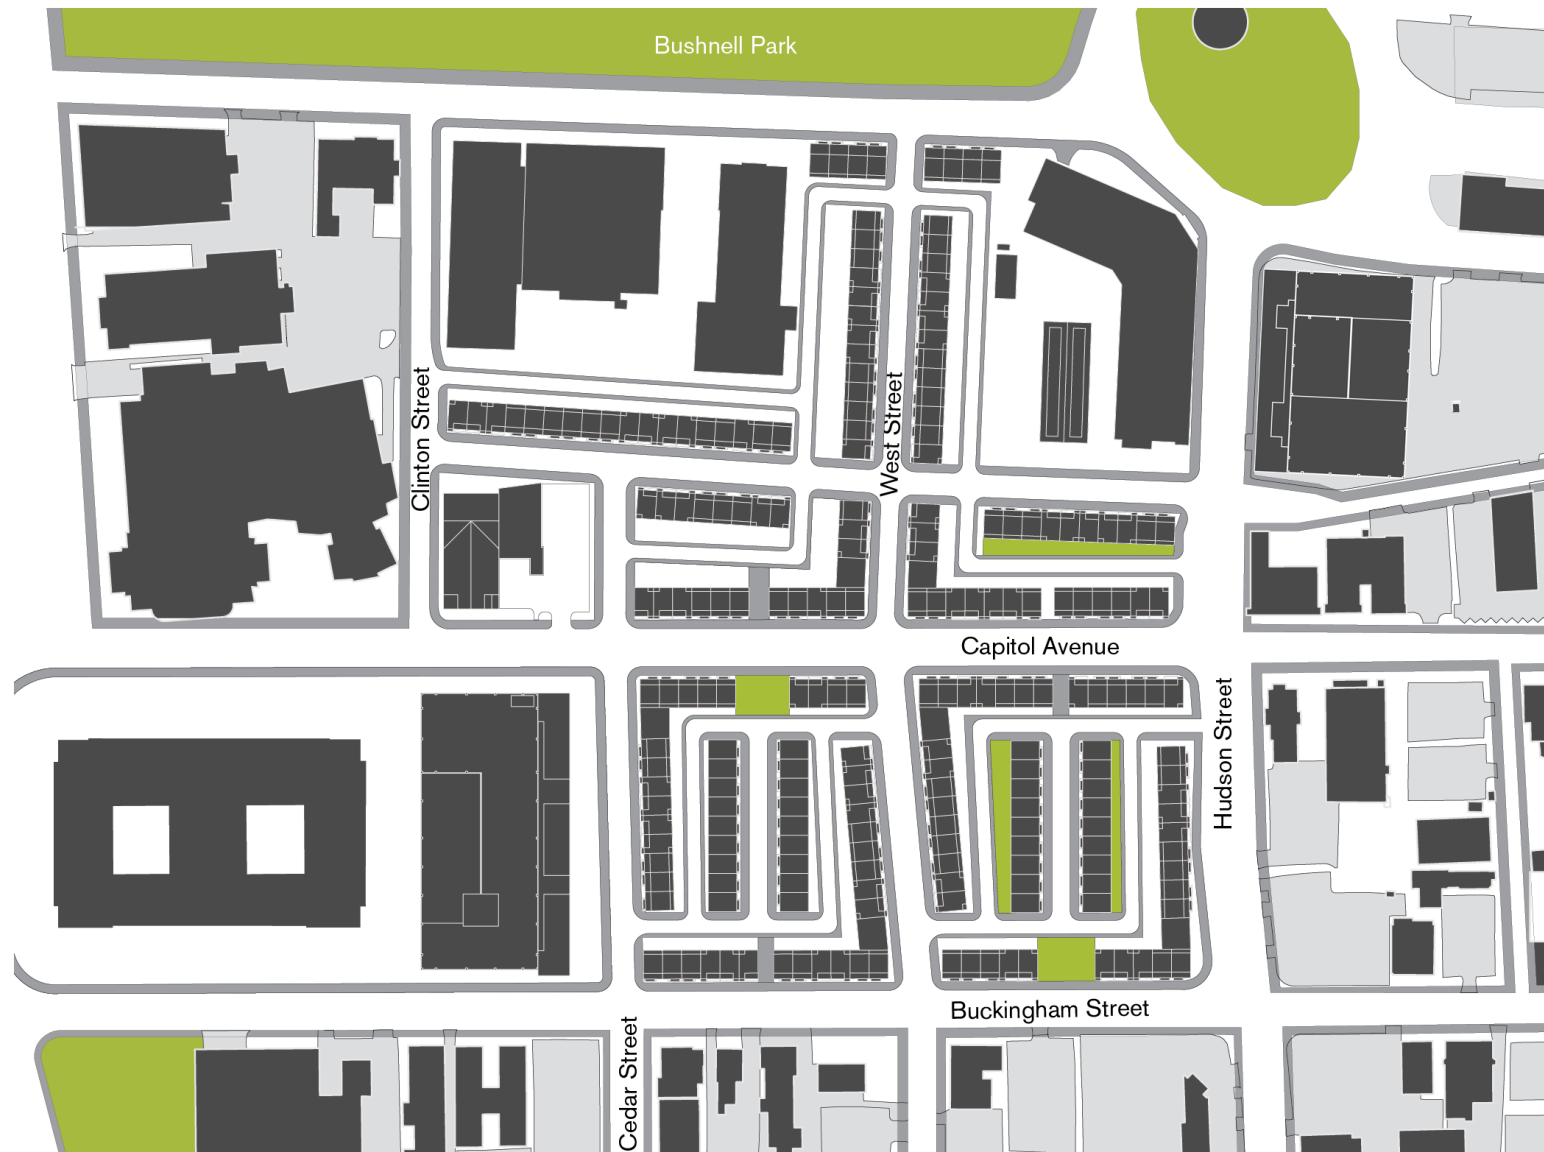 Bushnell Park
Clinton Street
West Street
Capitol Avenue
Hudson Street
Buckingham Street
Cedar Street